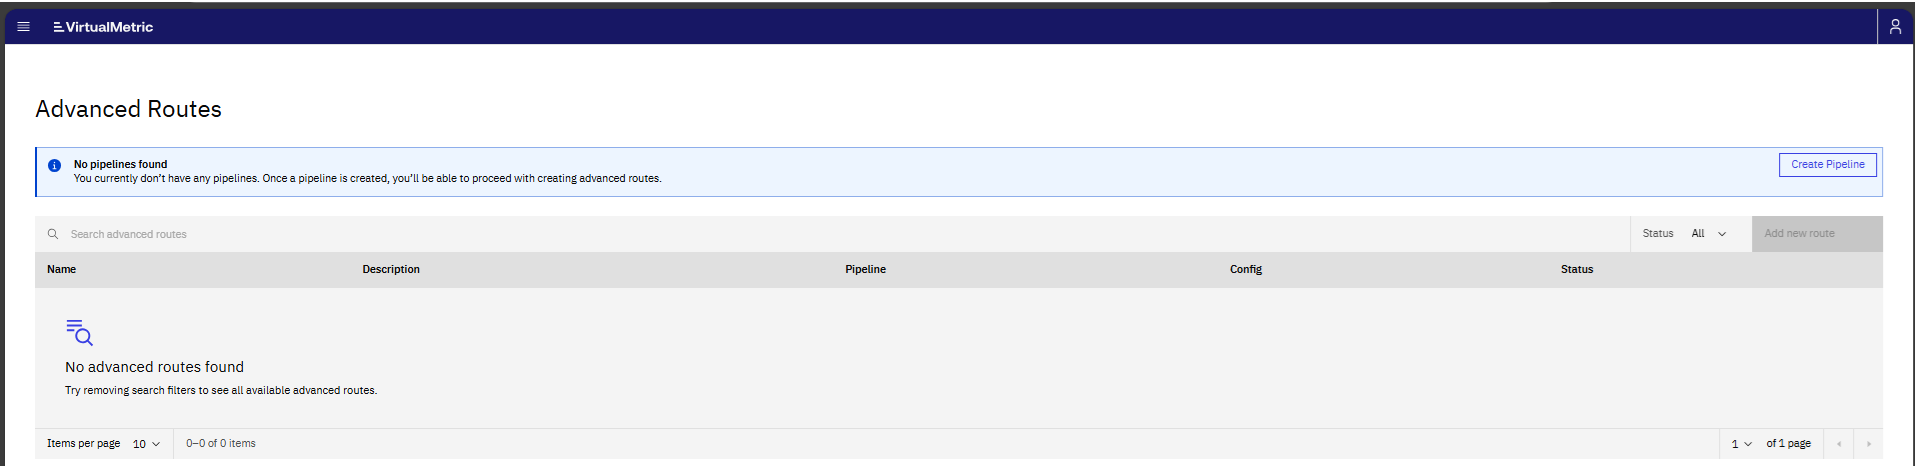 VirtualMetric
Advanced Routes
No pipelines found
You currently don't have any pipelines. Once a pipeline is created, you'll be able to proceed with creating advanced routes.
Create Pipeline
Search advanced routes
Status All
Add new route
Name Description Pipeline Config Status
No advanced routes found
Try removing search filters to see all available advanced routes.
Items per page 10 0–0 of 0 items 1 of 1 page